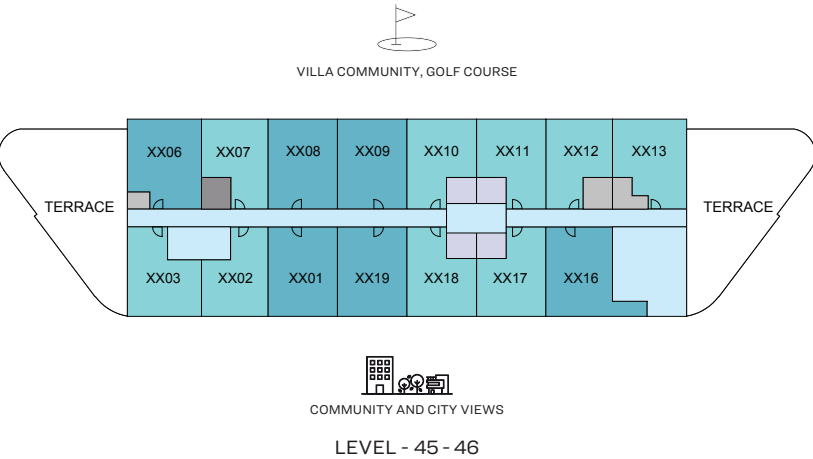 VILLA COMMUNITY, GOLF COURSE
XX06 XX07 XX08 XX09 XX10 XX11 XX12 XX13
TERRACE TERRACE
XX03 XX02 XX01 XX19 XX18 XX17 XX16
COMMUNITY AND CITY VIEWS
LEVEL - 45 - 46